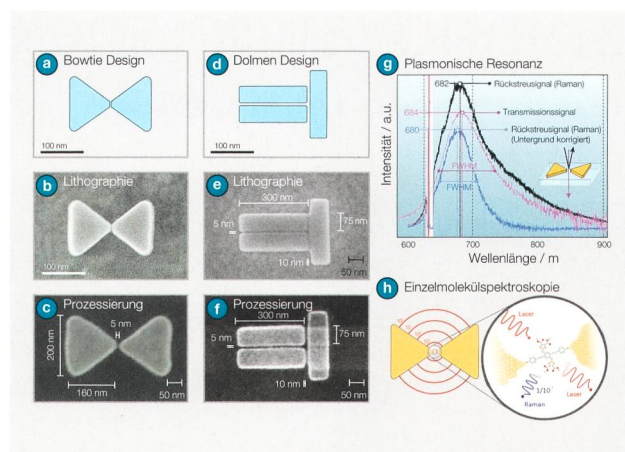 a Bowtie Design
100 nm
b Lithographie
100 nm
c Prozessierung
5 nm
200 nm
160 nm
50 nm
d Dolmen Design
100 nm
e Lithographie
300 nm
5 nm
75 nm
10 nm
50 nm
f Prozessierung
300 nm
5 nm
75 nm
10 nm
50 nm
g Plasmonische Resonanz
Intensität / a.u.
682
684
680
Rückstreusignal (Raman)
Transmissionssignal
Rückstreusignal (Raman)
(Untergrund korrigiert)
FWHM
FWHM
600
700
800
900
Wellenlänge / m
h Einzelmolekülspektroskopie
Laser
Laser
Raman